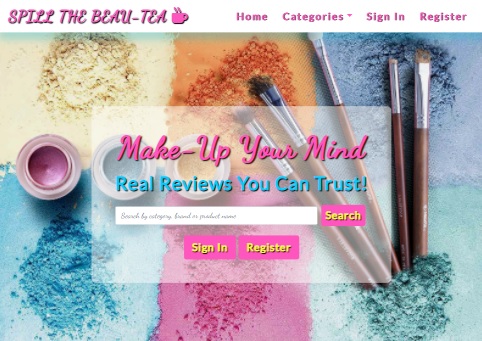 SPILL THE BEAU-TEA
Home Categories Sign In Register
Make-Up Your Mind
Real Reviews You Can Trust!
Search by category, brand or product name Search
Sign In Register